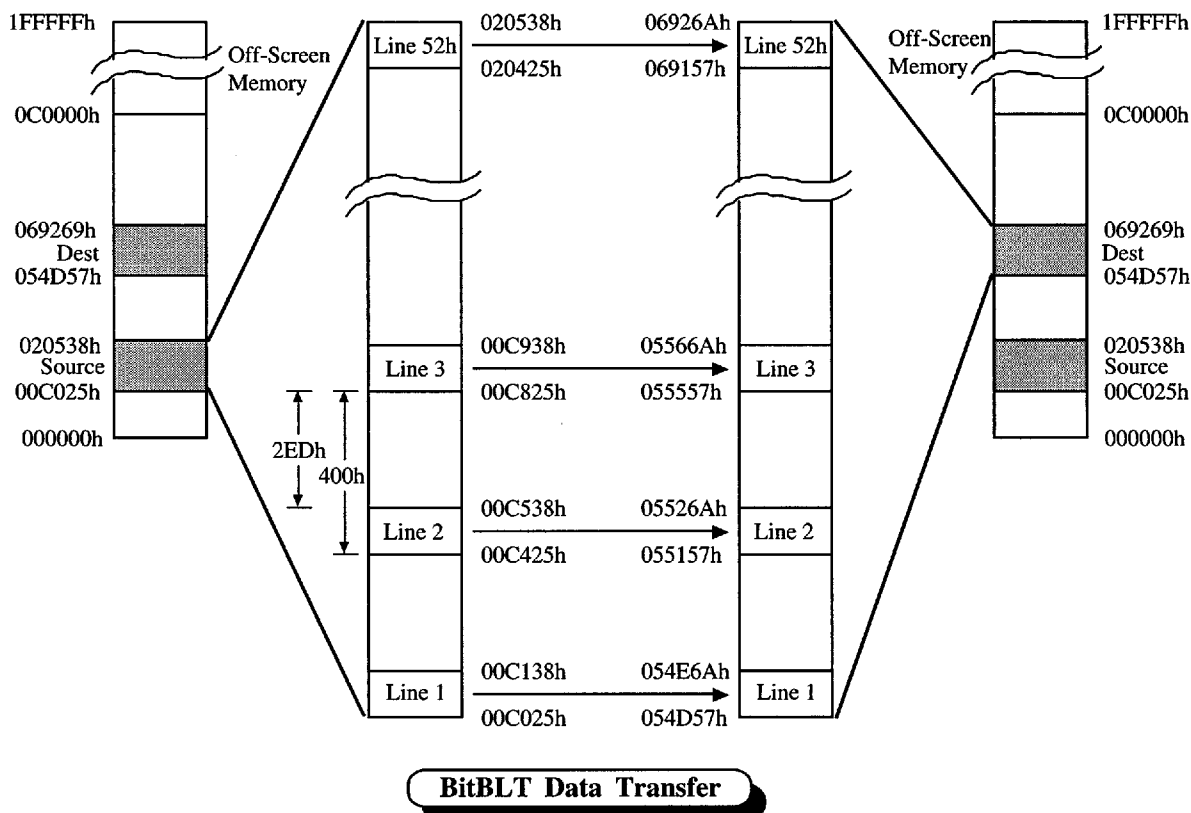 1FFFFFh
Off-Screen
Memory
0C0000h
069269h
Dest
054D57h
020538h
Source
00C025h
000000h
Line 52h
020538h
06926Ah
Line 52h
020425h
069157h
Line 3
00C938h
05566Ah
Line 3
00C825h
055557h
2EDh
400h
Line 2
00C538h
05526Ah
Line 2
00C425h
055157h
Line 1
00C138h
054E6Ah
Line 1
00C025h
054D57h
Off-Screen
Memory
1FFFFFh
0C0000h
069269h
Dest
054D57h
020538h
Source
00C025h
000000h
BitBLT Data Transfer